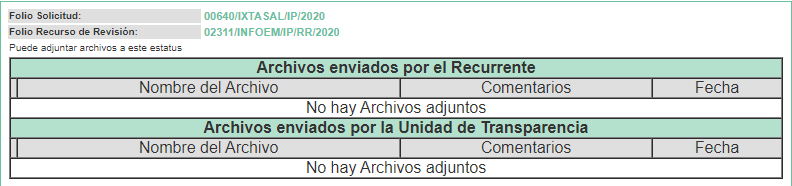 Folio Solicitud: 00640/IXTASAL/IP/2020
Folio Recurso de Revisión: 02311/INFOEM/IP/RR/2020
Puede adjuntar archivos a este estatus
Archivos enviados por el Recurrente
Nombre del Archivo Comentarios Fecha
No hay Archivos adjuntos
Archivos enviados por la Unidad de Transparencia
Nombre del Archivo Comentarios Fecha
No hay Archivos adjuntos